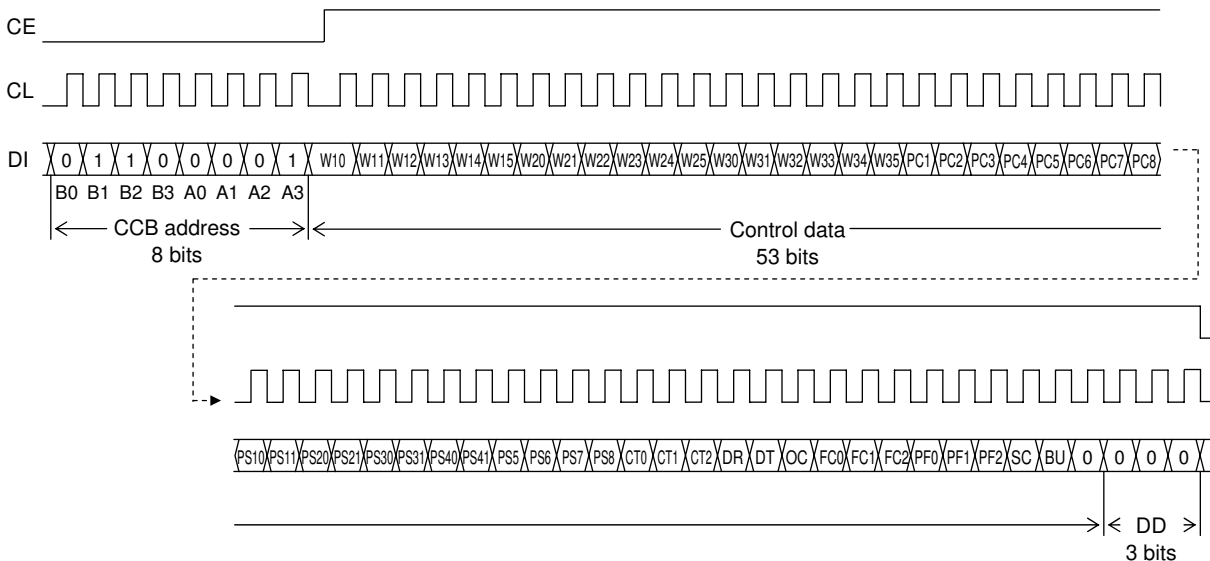 CE
CL
DI 0 1 1 0 0 0 0 1 W10 W11 W12 W13 W14 W15 W20 W21 W22 W23 W24 W25 W30 W31 W32 W33 W34 W35 PC1 PC2 PC3 PC4 PC5 PC6 PC7 PC8
B0 B1 B2 B3 A0 A1 A2 A3
CCB address Control data
8 bits 53 bits
PS10 PS11 PS20 PS21 PS30 PS31 PS40 PS41 PS5 PS6 PS7 PS8 CT0 CT1 CT2 DR DT OC FC0 FC1 FC2 PF0 PF1 PF2 SC BU 0 0 0 0
DD
3 bits